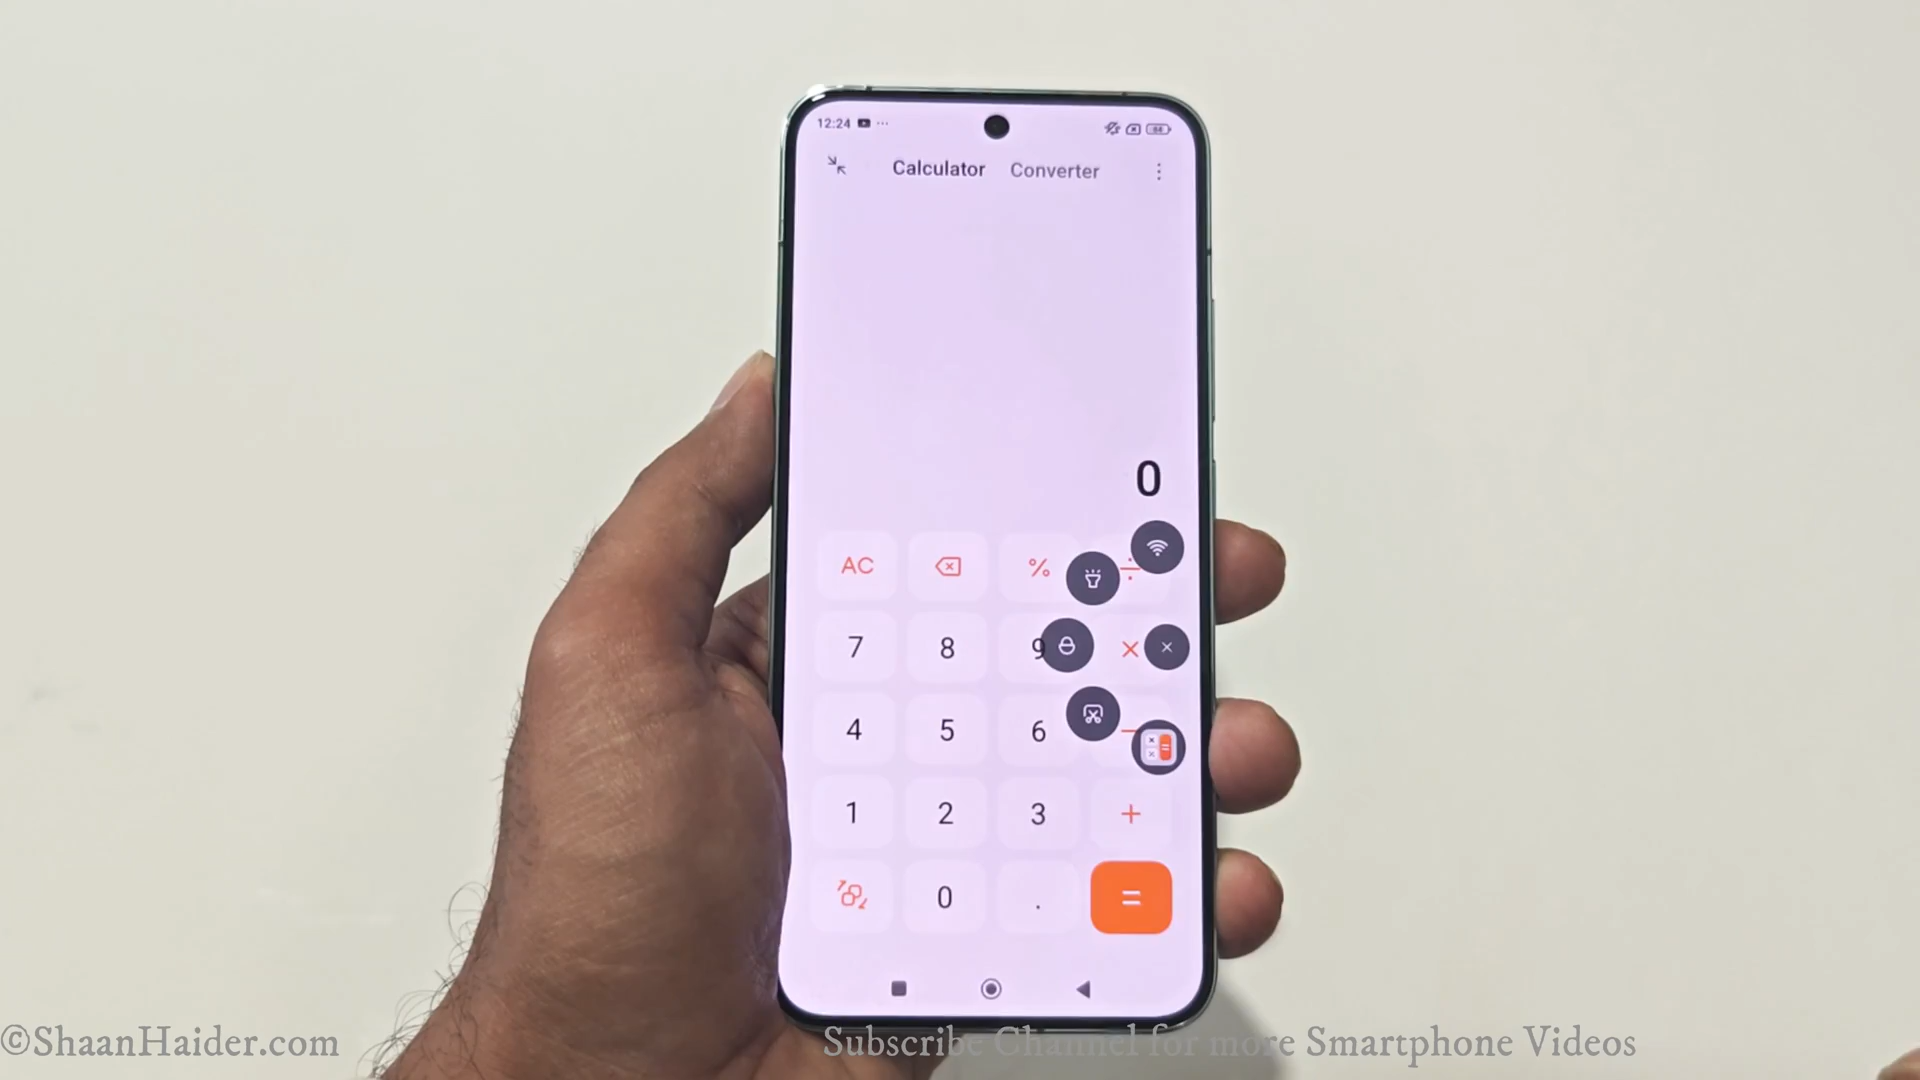 12:24
Calculator Converter
0
AC %
7 8 9 ×
4 5 6 −
1 2 3 +
0 . =
©ShaanHaider.com
Subscribe Channel for more Smartphone Videos